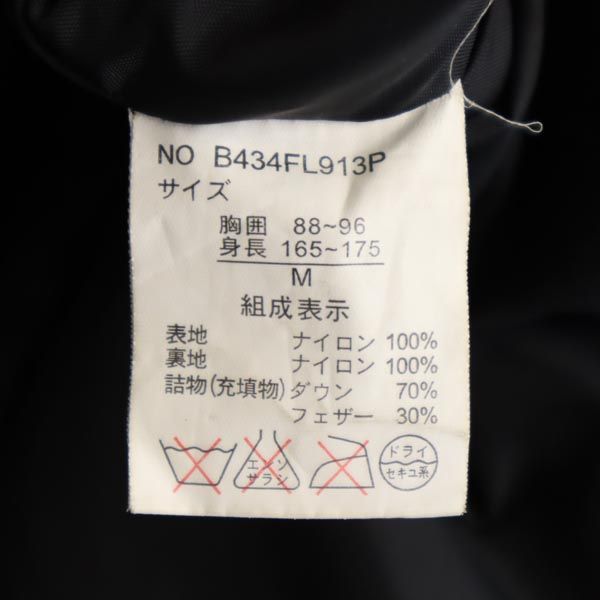 NO B434FL913P
サイズ
胸囲 88~96
身長 165~175
M
組成表示
表地 ナイロン 100%
裏地 ナイロン 100%
詰物(充填物) ダウン 70%
フェザー 30%
エンソ
サラシ
ドライ
セキユ系